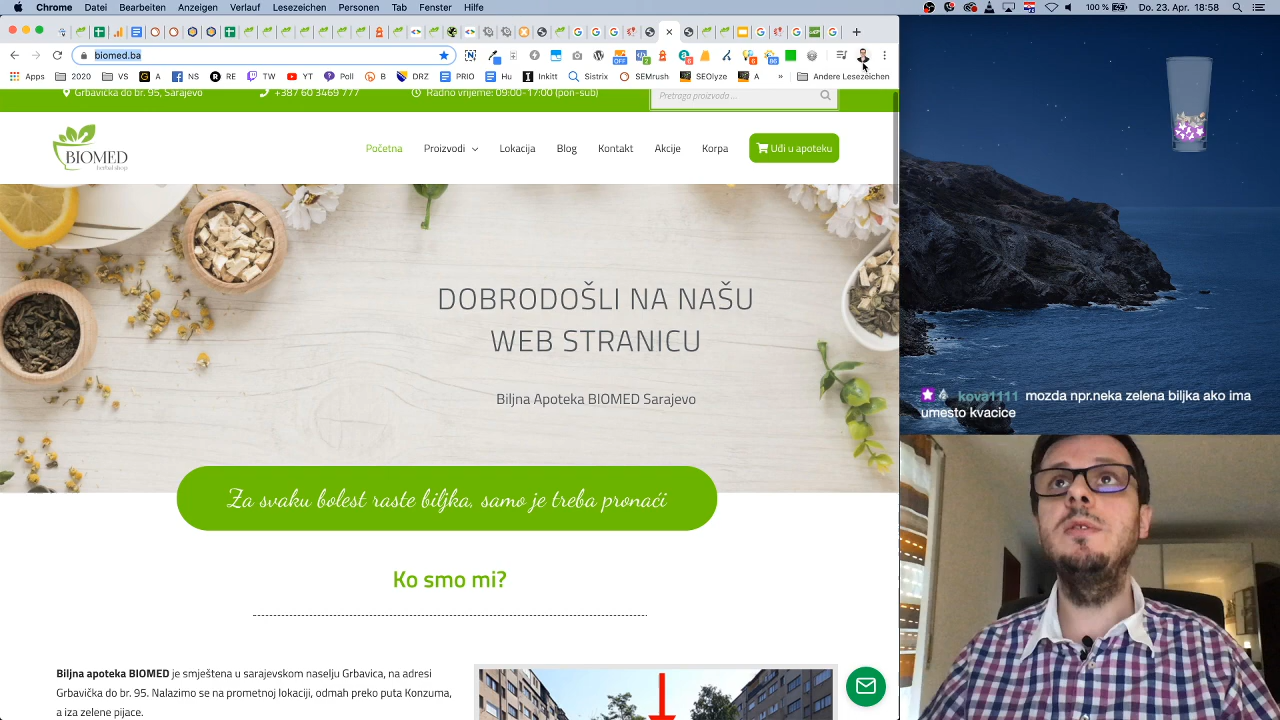 Chrome Datei Bearbeiten Anzeigen Verlauf Lesezeichen Personen Tab Fenster Hilfe 100 % Do. 23. Apr. 18:58
biomed.ba
Apps 2020 VS NS RE TW YT Poll B DRZ PRIO Hu Inkitt Sistrix SEMrush SEOlyze A » Andere Lesezeichen
Grbavička do br. 95, Sarajevo +387 60 3469 777 Radno vrijeme: 09:00-17:00 (pon-sub) Pretraga proizvoda ...
BIOMED
herbal shop
Početna Proizvodi Lokacija Blog Kontakt Akcije Korpa Uđi u apoteku
DOBRODOŠLI NA NAŠU
WEB STRANICU
Biljna Apoteka BIOMED Sarajevo
Za svaku bolest raste biljka, samo je treba pronaći
Ko smo mi?
Biljna apoteka BIOMED je smještena u sarajevskom naselju Grbavica, na adresi
Grbavička do br. 95. Nalazimo se na prometnoj lokaciji, odmah preko puta Konzuma,
a iza zelene pijace.
kova1111 mozda npr.neka zelena biljka ako ima
umesto kvacice